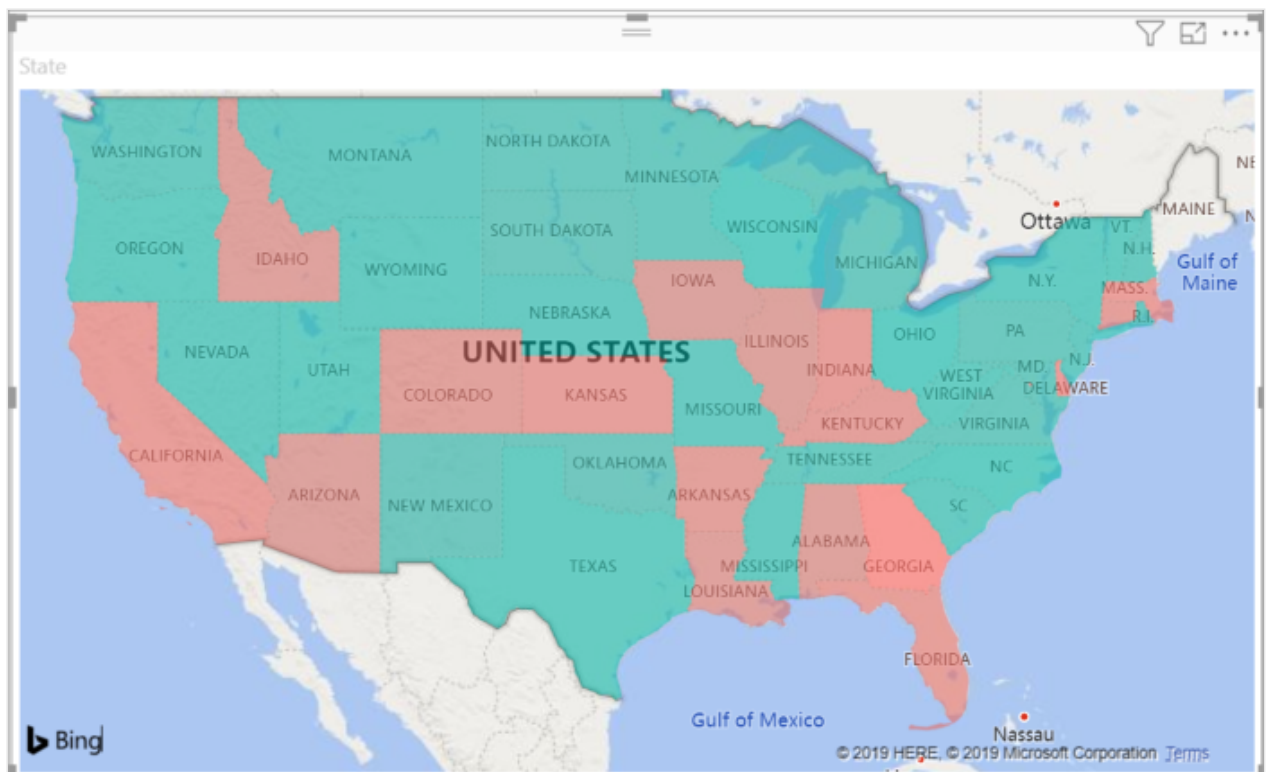 State
WASHINGTON
MONTANA
NORTH DAKOTA
MINNESOTA
OREGON
IDAHO
WYOMING
SOUTH DAKOTA
WISCONSIN
MICHIGAN
Ottawa
MAINE
VT.
N.H.
Gulf of
Maine
IOWA
NEBRASKA
N.Y.
MASS.
R.I.
NEVADA
UTAH
UNITED STATES
ILLINOIS
INDIANA
OHIO
PA
N.J.
MD
DELAWARE
WEST
VIRGINIA
VIRGINIA
COLORADO
KANSAS
MISSOURI
KENTUCKY
CALIFORNIA
ARIZONA
NEW MEXICO
OKLAHOMA
ARKANSAS
TENNESSEE
NC
SC
TEXAS
MISSISSIPPI
ALABAMA
GEORGIA
LOUISIANA
FLORIDA
Gulf of Mexico
Nassau
Bing
© 2019 HERE, © 2019 Microsoft Corporation Terms